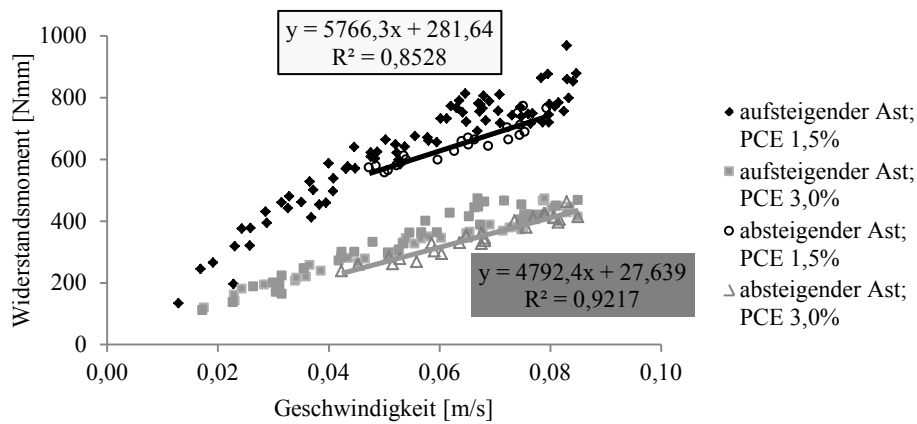 y = 5766,3x + 281,64
R² = 0,8528
1000
800
600
400
200
0
Widerstandsmoment [Nmm]
y = 4792,4x + 27,639
R² = 0,9217
0,00 0,02 0,04 0,06 0,08 0,10
Geschwindigkeit [m/s]
aufsteigender Ast;
PCE 1,5%
aufsteigender Ast;
PCE 3,0%
absteigender Ast;
PCE 1,5%
absteigender Ast;
PCE 3,0%